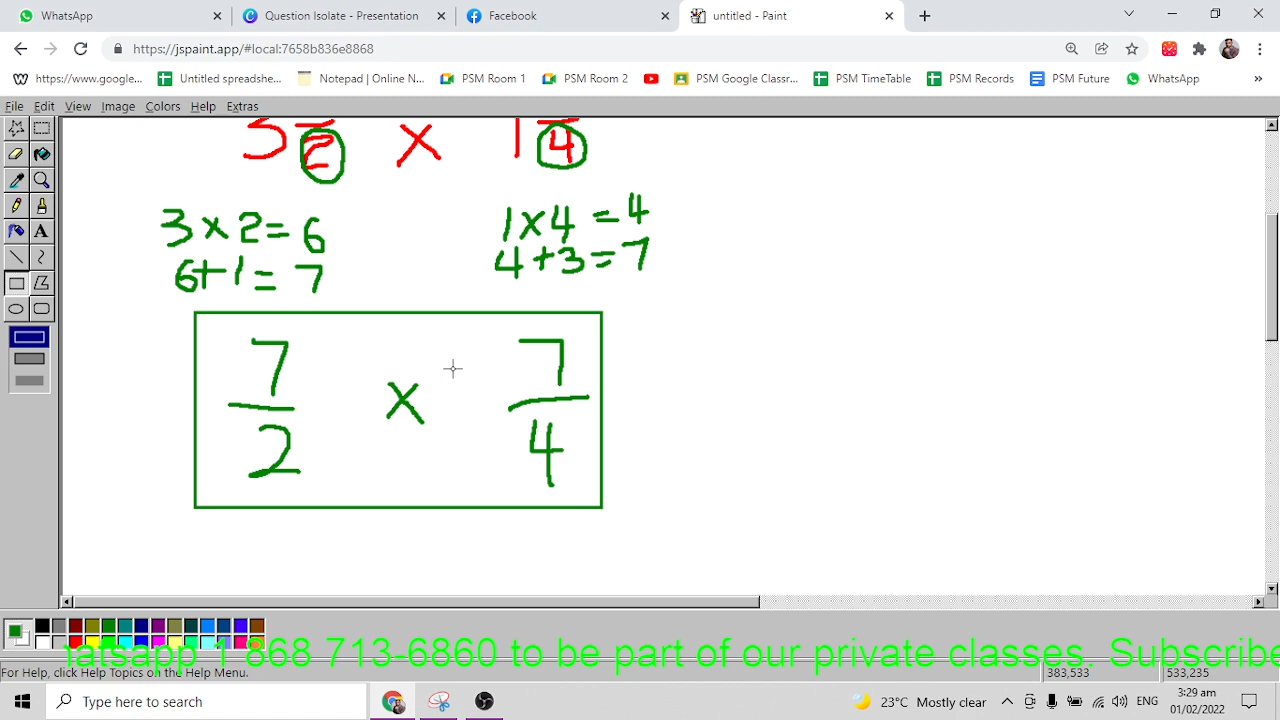 WhatsApp
Question Isolate - Presentation
Facebook
untitled - Paint
https://jspaint.app/#local:7658b836e8868
https://www.google...
Untitled spreadshe...
Notepad | Online N...
PSM Room 1
PSM Room 2
PSM Google Classr...
PSM TimeTable
PSM Records
PSM Future
WhatsApp
»
File Edit View Image Colors Help Extras
3 2 x 1 4
3 x 2 = 6
6 + 1 = 7
1 x 4 = 4
4 + 3 = 7
7 x 7
2 4
atsapp 1 868 713-6860 to be part of our private classes. Subscribe
For Help, click Help Topics on the Help Menu.
383,533
533,235
Type here to search
23°C Mostly clear
ENG
3:29 am
01/02/2022